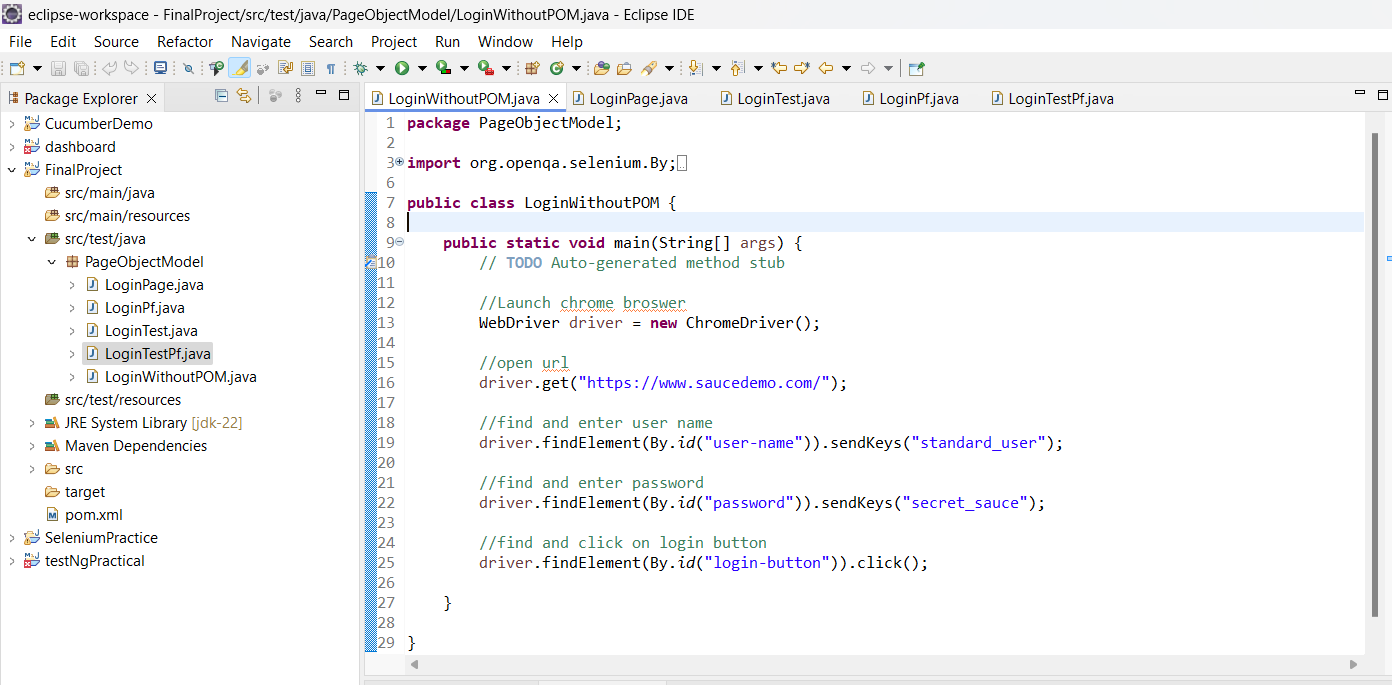 eclipse-workspace - FinalProject/src/test/java/PageObjectModel/LoginWithoutPOM.java - Eclipse IDE
File Edit Source Refactor Navigate Search Project Run Window Help
Package Explorer
CucumberDemo
dashboard
FinalProject
src/main/java
src/main/resources
src/test/java
PageObjectModel
LoginPage.java
LoginPf.java
LoginTest.java
LoginTestPf.java
LoginWithoutPOM.java
src/test/resources
JRE System Library [jdk-22]
Maven Dependencies
src
target
pom.xml
SeleniumPractice
testNgPractical
LoginWithoutPOM.java LoginPage.java LoginTest.java LoginPf.java LoginTestPf.java
1 package PageObjectModel;
2
3 import org.openqa.selenium.By;
6
7 public class LoginWithoutPOM {
8
9 public static void main(String[] args) {
10 // TODO Auto-generated method stub
11
12 //Launch chrome broswer
13 WebDriver driver = new ChromeDriver();
14
15 //open url
16 driver.get("https://www.saucedemo.com/");
17
18 //find and enter user name
19 driver.findElement(By.id("user-name")).sendKeys("standard_user");
20
21 //find and enter password
22 driver.findElement(By.id("password")).sendKeys("secret_sauce");
23
24 //find and click on login button
25 driver.findElement(By.id("login-button")).click();
26
27 }
28
29 }